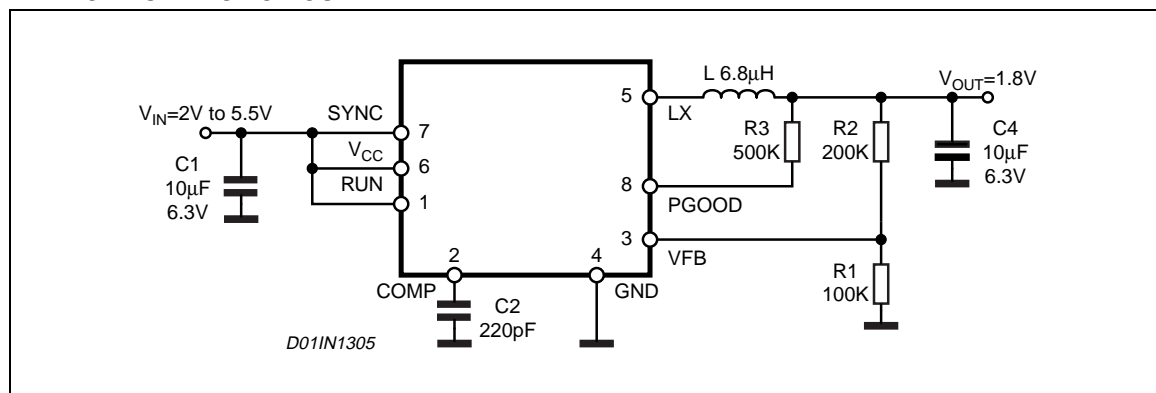 V_IN=2V to 5.5V
C1
10μF
6.3V
SYNC
7
V_CC
6
RUN
1
2
COMP
C2
220pF
4
GND
5
LX
L 6.8μH
R3
500K
R2
200K
V_OUT=1.8V
C4
10μF
6.3V
8
PGOOD
3
VFB
R1
100K
D01IN1305